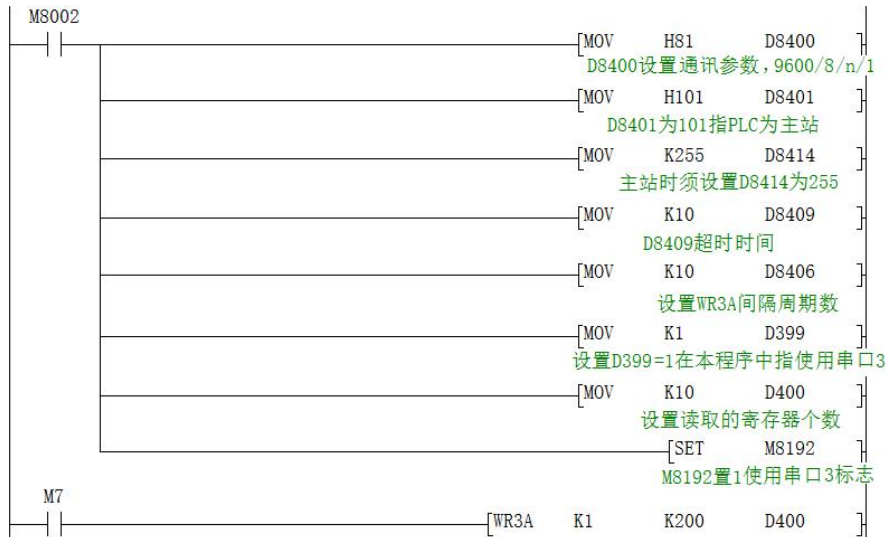 M8002
MOV H81 D8400
D8400设置通讯参数,9600/8/n/1
MOV H101 D8401
D8401为101指PLC为主站
MOV K255 D8414
主站时须设置D8414为255
MOV K10 D8409
D8409超时时间
MOV K10 D8406
设置WR3A间隔周期数
MOV K1 D399
设置D399=1在本程序中指使用串口3
MOV K10 D400
设置读取的寄存器个数
SET M8192
M8192置1使用串口3标志
M7
WR3A K1 K200 D400